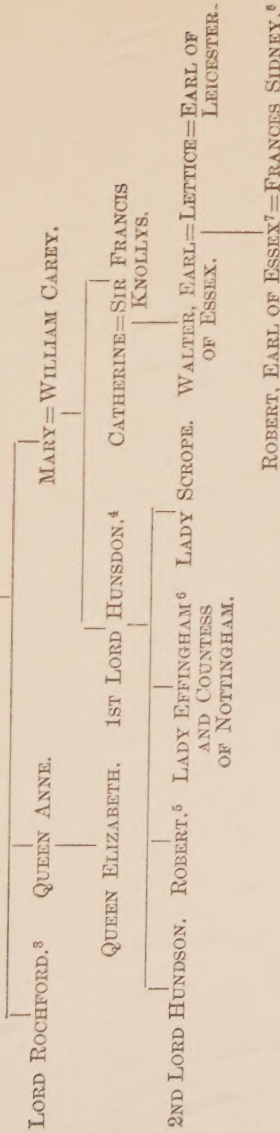 LORD ROCHFORD.³ QUEEN ANNE. MARY=WILLIAM CAREY.
QUEEN ELIZABETH. 1ST LORD HUNSDON.⁴ CATHERINE=SIR FRANCIS
KNOLLYS.
2ND LORD HUNDSON. ROBERT.⁵ LADY EFFINGHAM⁶ LADY SCROPE. WALTER, EARL=LETTICE=EARL OF
AND COUNTESS OF ESSEX. LEICESTER.
OF NOTTINGHAM.
ROBERT, EARL OF ESSEX⁷=FRANCES SIDNEY.⁸